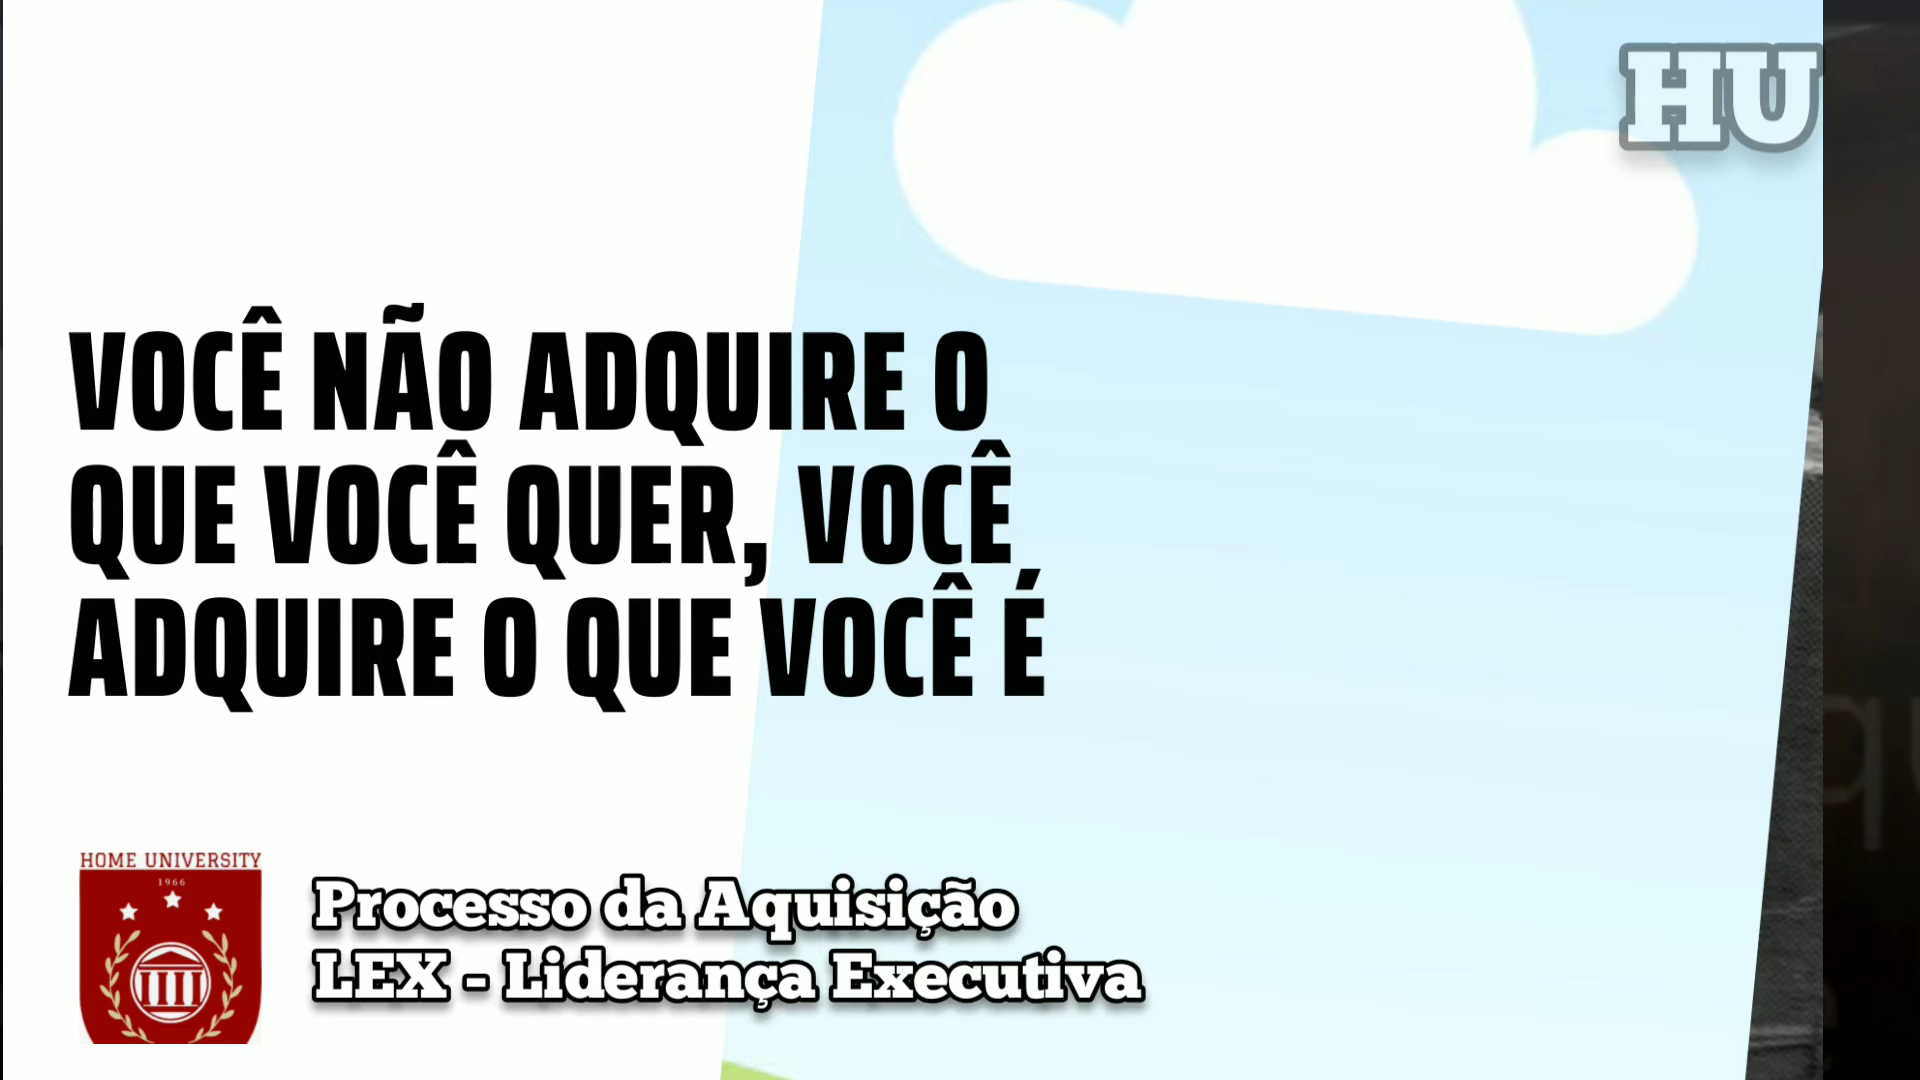 HU
VOCÊ NÃO ADQUIRE O
QUE VOCÊ QUER, VOCÊ
ADQUIRE O QUE VOCÊ É
HOME UNIVERSITY
1966
Processo da Aquisição
LEX - Liderança Executiva